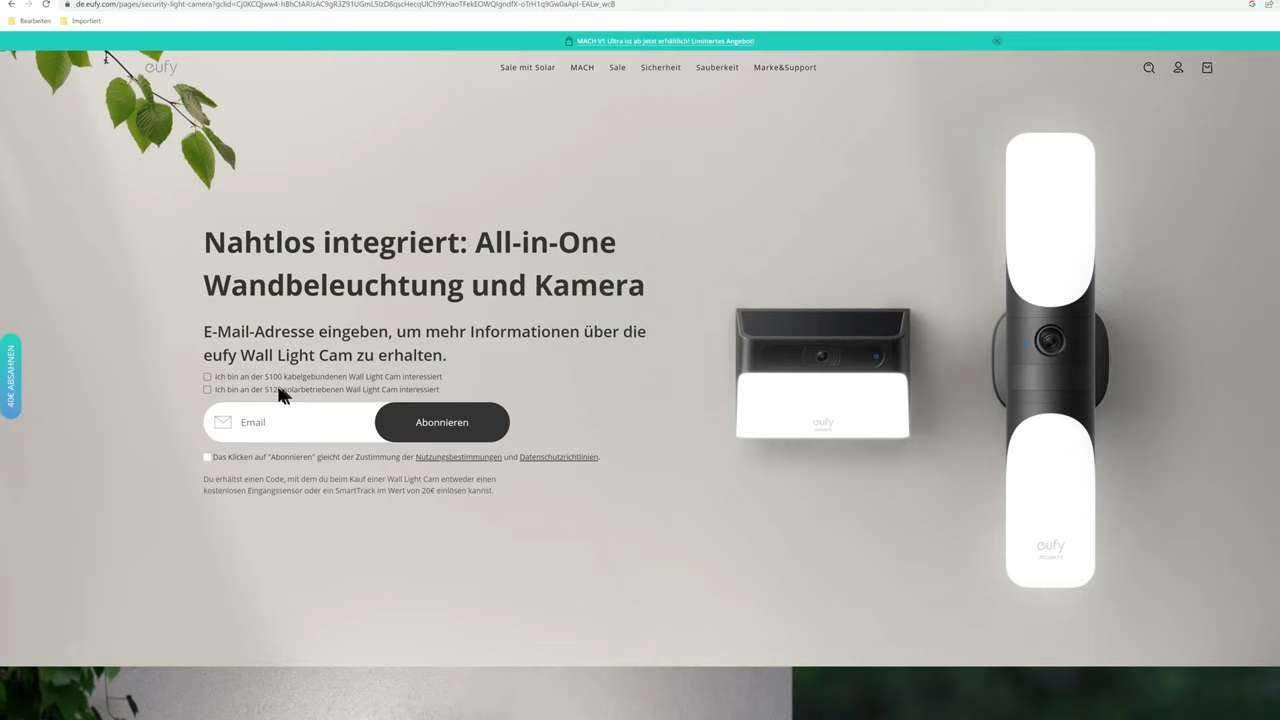 de.eufy.com/pages/security-light-camera?gclid=
Bearbeiten Importiert
MACH V1 Ultra ist ab jetzt erhältlich! Limitiertes Angebot!
eufy Sale mit Solar MACH Sale Sicherheit Sauberkeit Marke&Support
Nahtlos integriert: All-in-One
Wandbeleuchtung und Kamera
E-Mail-Adresse eingeben, um mehr Informationen über die
eufy Wall Light Cam zu erhalten.
Ich bin an der S100 kabelgebundenen Wall Light Cam interessiert
Ich bin an der S120 solarbetriebenen Wall Light Cam interessiert
Email Abonnieren
Das Klicken auf "Abonnieren" gleicht der Zustimmung der Nutzungsbestimmungen und Datenschutzrichtlinien.
Du erhältst einen Code, mit dem du beim Kauf einer Wall Light Cam entweder einen
kostenlosen Eingangssensor oder ein SmartTrack im Wert von 20€ einlösen kannst.
40€ ABSAHNEN
eufy
SECURITY
eufy
SECURITY